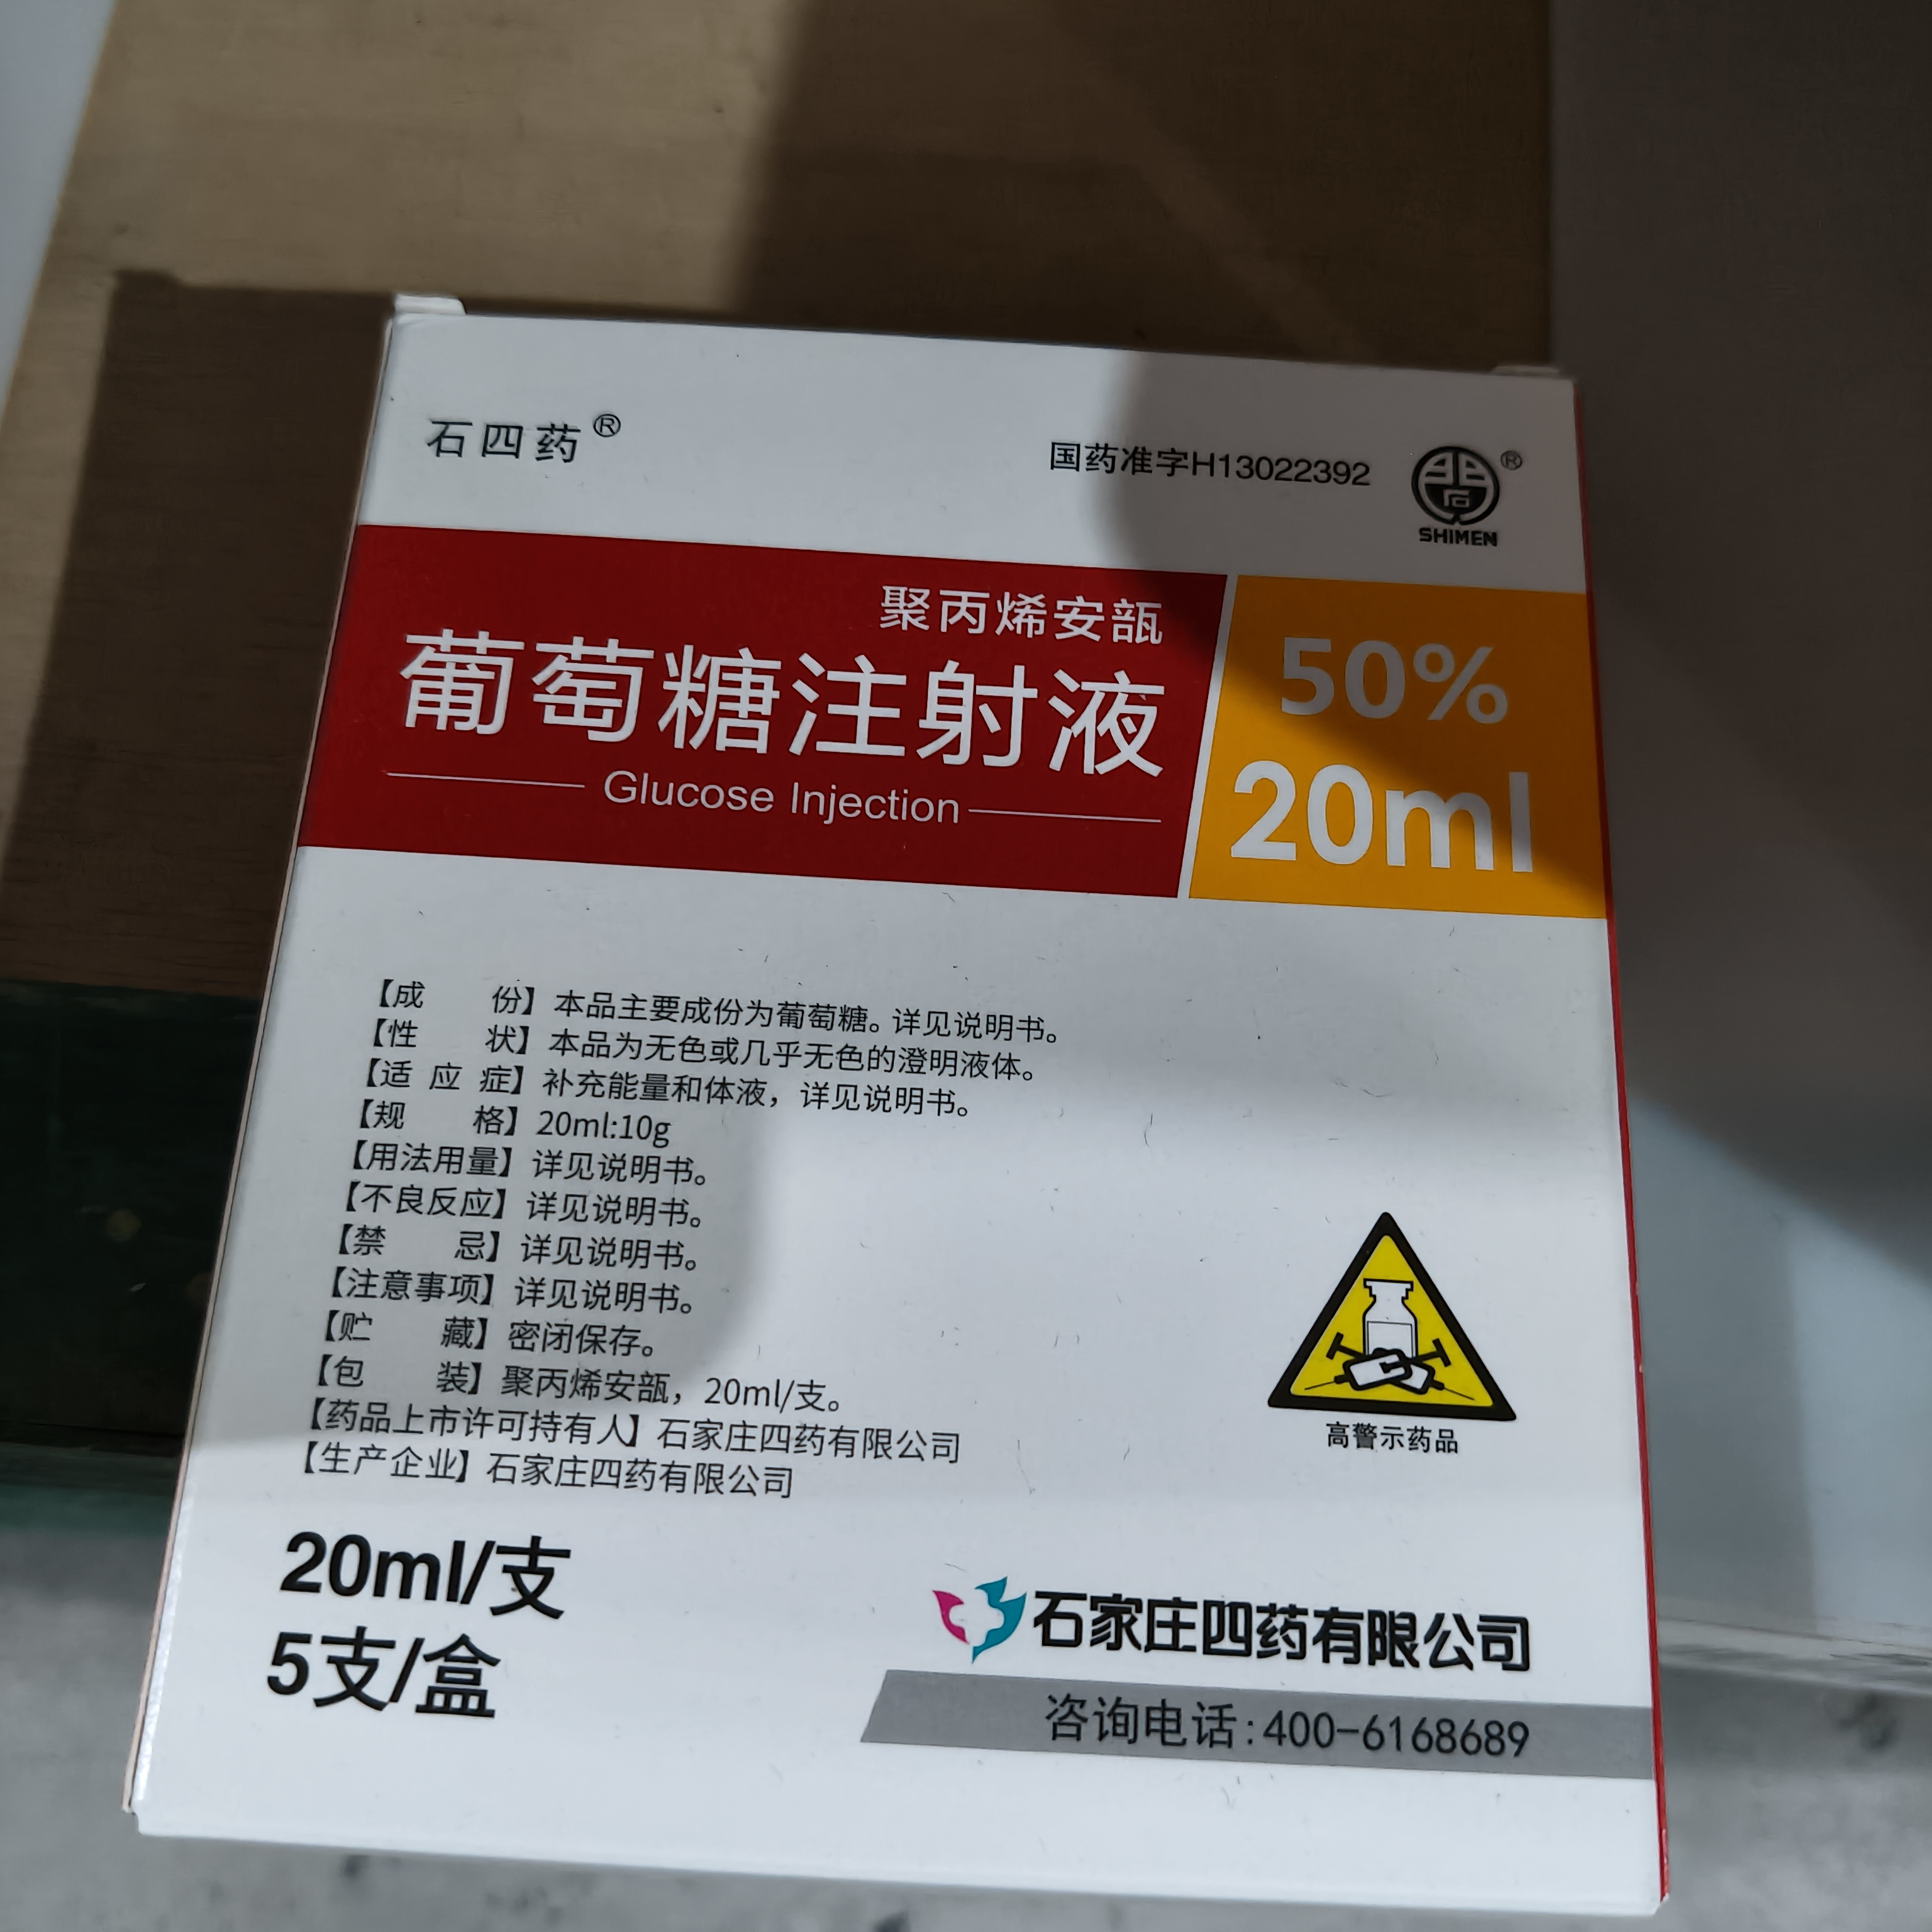 石四药®
国药准字H13022392
®
SHIMEN
聚丙烯安瓿
葡萄糖注射液
Glucose Injection
50%
20ml
【成 份】本品主要成份为葡萄糖。详见说明书。
【性 状】本品为无色或几乎无色的澄明液体。
【适 应 症】补充能量和体液，详见说明书。
【规 格】20ml:10g
【用法用量】详见说明书。
【不良反应】详见说明书。
【禁 忌】详见说明书。
【注意事项】详见说明书。
【贮 藏】密闭保存。
【包 装】聚丙烯安瓿，20ml/支。
【药品上市许可持有人】石家庄四药有限公司
【生产企业】石家庄四药有限公司
高警示药品
20ml/支
5支/盒
石家庄四药有限公司
咨询电话:400-6168689